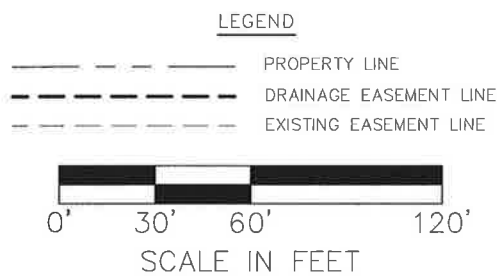 LEGEND
PROPERTY LINE
DRAINAGE EASEMENT LINE
EXISTING EASEMENT LINE
0' 30' 60' 120'
SCALE IN FEET